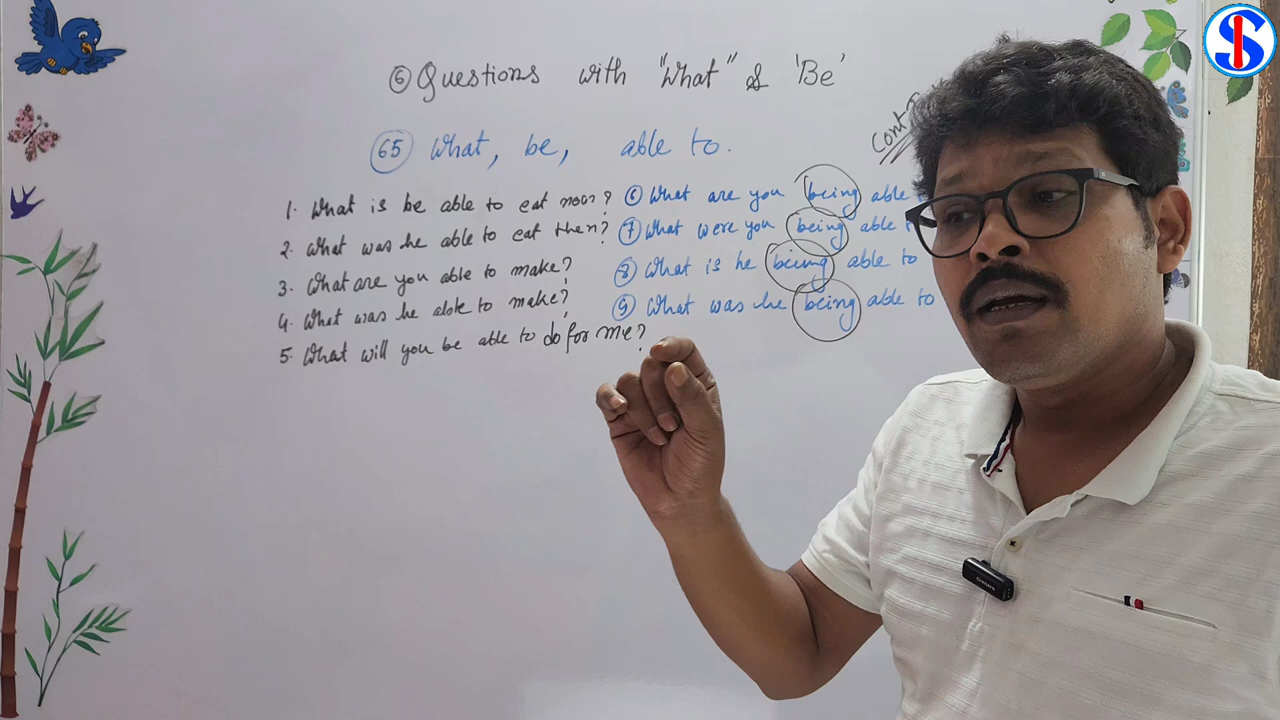 ⑥ Questions with "What" & 'Be'
65 What, be, able to.
Cont
1. What is he able to eat now?
2. What was he able to eat then?
3. What are you able to make?
4. What was he able to make?
5. What will you be able to do for me?
⑥ What are you being able
⑦ What were you being able t
⑧ What is he being able to
⑨ What was he being able to